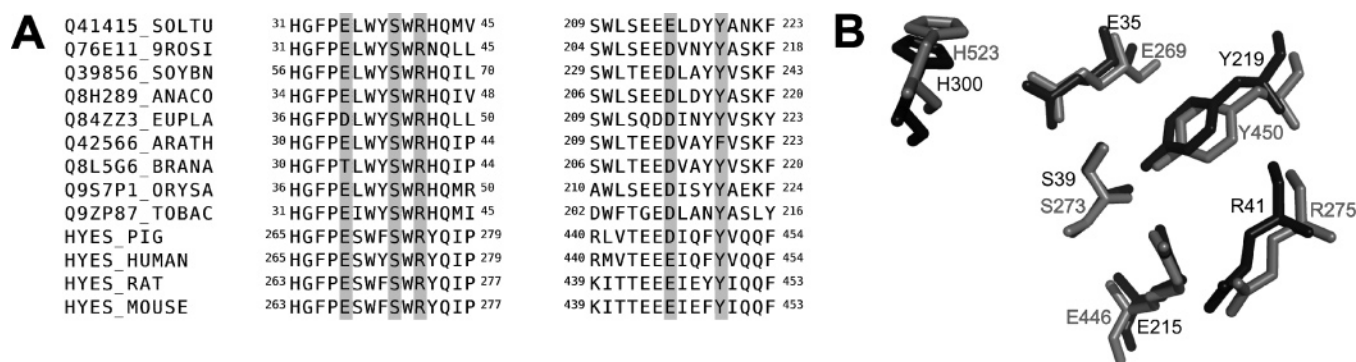 A
Q41415_SOLTU 31 HGFPELWYSWRHQMV 45 209 SWLSEEELDYYANKF 223
Q76E11_9ROSI 31 HGFPELWYSWRNQLL 45 204 SWLSEEDVNYYASKF 218
Q39856_SOYBN 56 HGFPELWYSWRHQIL 70 229 SWLTEEDLAYYVSKF 243
Q8H289_ANACO 34 HGFPELWYSWRHQIV 48 206 SWLSEEDLKYYASKF 220
Q84ZZ3_EUPLA 36 HGFPDLWYSWRHQLL 50 209 SWLSQDDINYYVSKY 223
Q42566_ARATH 30 HGFPELWYSWRHQIP 44 209 SWLTEEDVAYFVSKF 223
Q8L5G6_BRANA 30 HGFPTLWYSWRHQIP 44 206 SWLTEEDVAYYVSKF 220
Q9S7P1_ORYSA 36 HGFPELWYSWRHQMR 50 210 AWLSEEDISYYAEKF 224
Q9ZP87_TOBAC 31 HGFPEIWYSWRHQMI 45 202 DWFTGEDLANYASLY 216
HYES_PIG 265 HGFPESWFSWRYQIP 279 440 RLVTEEDIQFYVQQF 454
HYES_HUMAN 265 HGFPESWYSWRYQIP 279 440 RMVTEEEIQFYVQQF 454
HYES_RAT 263 HGFPESWFSWRYQIP 277 439 KITTEEEIEYYIQQF 453
HYES_MOUSE 263 HGFPESWFSWRYQIP 277 439 KITTEEEIEFYIQQF 453
B
H523
H300
E35
E269
Y219
Y450
S39
S273
R41
R275
E446
E215